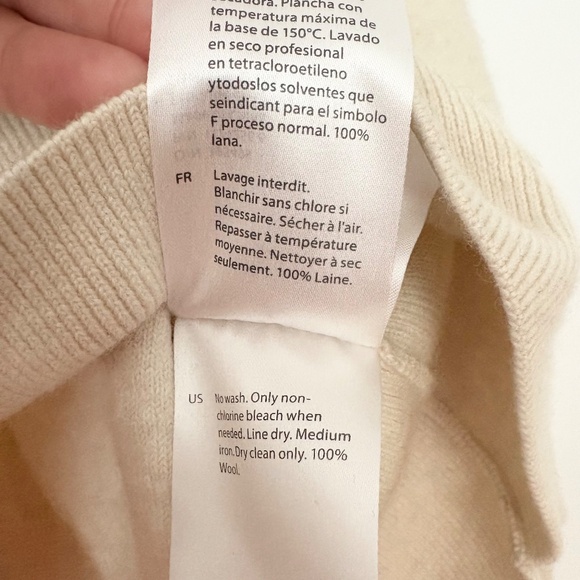 Plancha con
temperatura máxima de
la base de 150°C. Lavado
en seco profesional
en tetracloroetileno
ytodoslos solventes que
seindicant para el simbolo
F proceso normal. 100%
lana.
FR Lavage interdit.
Blanchir sans chlore si
nécessaire. Sécher à l'air.
Repasser à température
moyenne. Nettoyer à sec
seulement. 100% Laine.
US No wash. Only non-
chlorine bleach when
needed. Line dry. Medium
iron.Dry clean only. 100%
Wool.